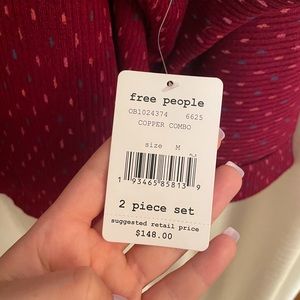 free people
OB1024374 6625
COPPER COMBO
size M
1 93465 85813 9
2 piece set
suggested retail price
$148.00